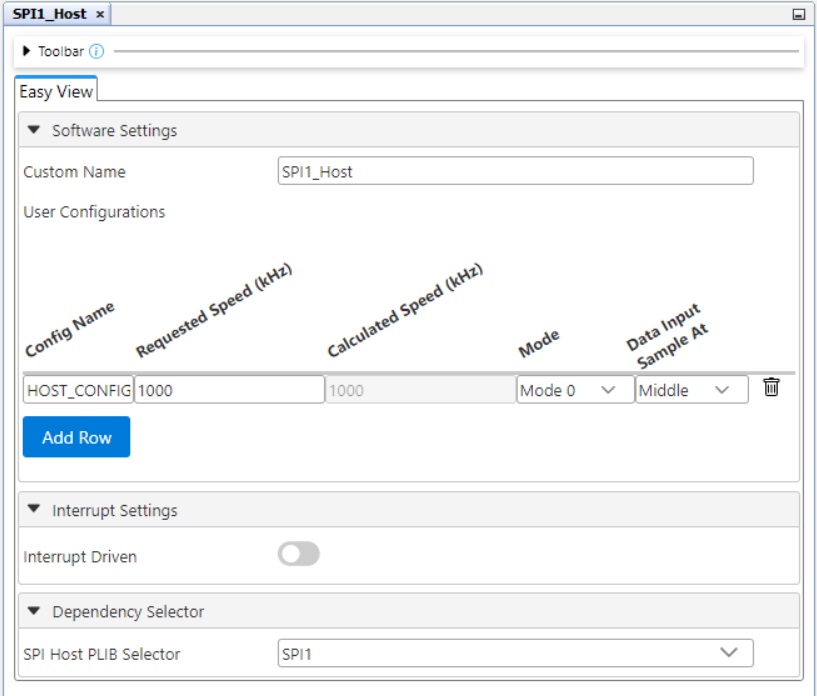 SPI1_Host ×
Toolbar
Easy View
Software Settings
Custom Name SPI1_Host
User Configurations
Config Name Requested Speed (kHz) Calculated Speed (kHz) Mode Data Input
Sample At
HOST_CONFIG 1000 1000 Mode 0 Middle
Add Row
Interrupt Settings
Interrupt Driven
Dependency Selector
SPI Host PLIB Selector SPI1